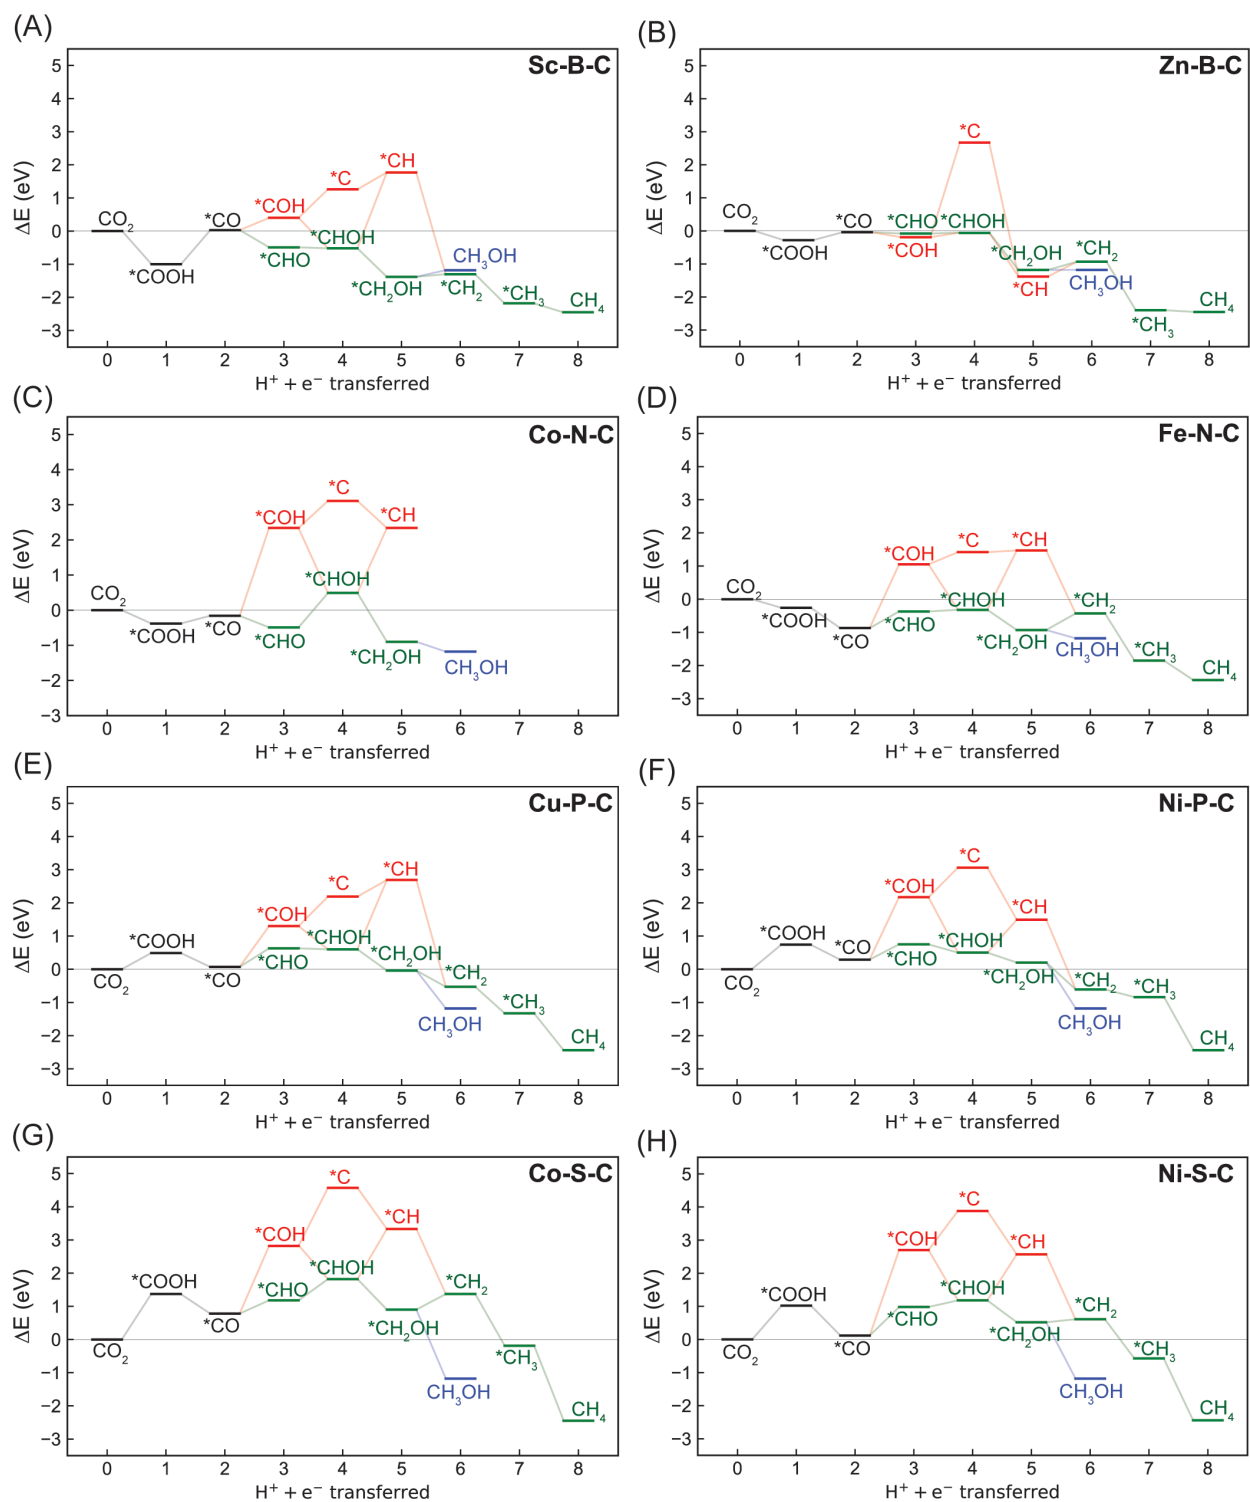 (A)
Sc-B-C
5
4
3
2
1
0
−1
−2
−3
ΔE (eV)
CO₂
*COOH
*CO
*COH
*CHO
*C
*CHOH
*CH
*CH₂OH
CH₃OH
*CH₂
*CH₃
CH₄
0 1 2 3 4 5 6 7 8
H⁺ + e⁻ transferred
(B)
Zn-B-C
5
4
3
2
1
0
−1
−2
−3
ΔE (eV)
CO₂
*COOH
*CO
*CHO
*COH
*C
*CHOH
*CH₂OH
*CH
*CH₂
CH₃OH
*CH₃
CH₄
0 1 2 3 4 5 6 7 8
H⁺ + e⁻ transferred
(C)
Co-N-C
5
4
3
2
1
0
−1
−2
−3
ΔE (eV)
CO₂
*COOH
*CO
*COH
*CHO
*C
*CHOH
*CH
*CH₂OH
CH₃OH
0 1 2 3 4 5 6 7 8
H⁺ + e⁻ transferred
(D)
Fe-N-C
5
4
3
2
1
0
−1
−2
−3
ΔE (eV)
CO₂
*COOH
*CO
*COH
*CHO
*C
*CHOH
*CH
*CH₂OH
*CH₂
CH₃OH
*CH₃
CH₄
0 1 2 3 4 5 6 7 8
H⁺ + e⁻ transferred
(E)
Cu-P-C
5
4
3
2
1
0
−1
−2
−3
ΔE (eV)
CO₂
*COOH
*CO
*COH
*CHO
*C
*CHOH
*CH
*CH₂OH
*CH₂
CH₃OH
*CH₃
CH₄
0 1 2 3 4 5 6 7 8
H⁺ + e⁻ transferred
(F)
Ni-P-C
5
4
3
2
1
0
−1
−2
−3
ΔE (eV)
CO₂
*COOH
*CO
*COH
*CHO
*C
*CHOH
*CH
*CH₂OH
*CH₂
CH₃OH
*CH₃
CH₄
0 1 2 3 4 5 6 7 8
H⁺ + e⁻ transferred
(G)
Co-S-C
5
4
3
2
1
0
−1
−2
−3
ΔE (eV)
CO₂
*COOH
*CO
*COH
*CHO
*C
*CHOH
*CH
*CH₂OH
*CH₂
CH₃OH
*CH₃
CH₄
0 1 2 3 4 5 6 7 8
H⁺ + e⁻ transferred
(H)
Ni-S-C
5
4
3
2
1
0
−1
−2
−3
ΔE (eV)
CO₂
*COOH
*CO
*COH
*CHO
*C
*CHOH
*CH
*CH₂OH
*CH₂
CH₃OH
*CH₃
CH₄
0 1 2 3 4 5 6 7 8
H⁺ + e⁻ transferred